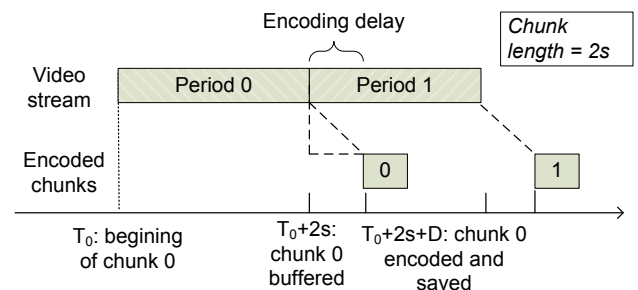 Encoding delay
Chunk
length = 2s
Video
stream
Period 0
Period 1
Encoded
chunks
0
1
T₀: begining
of chunk 0
T₀+2s:
chunk 0
buffered
T₀+2s+D: chunk 0
encoded and
saved